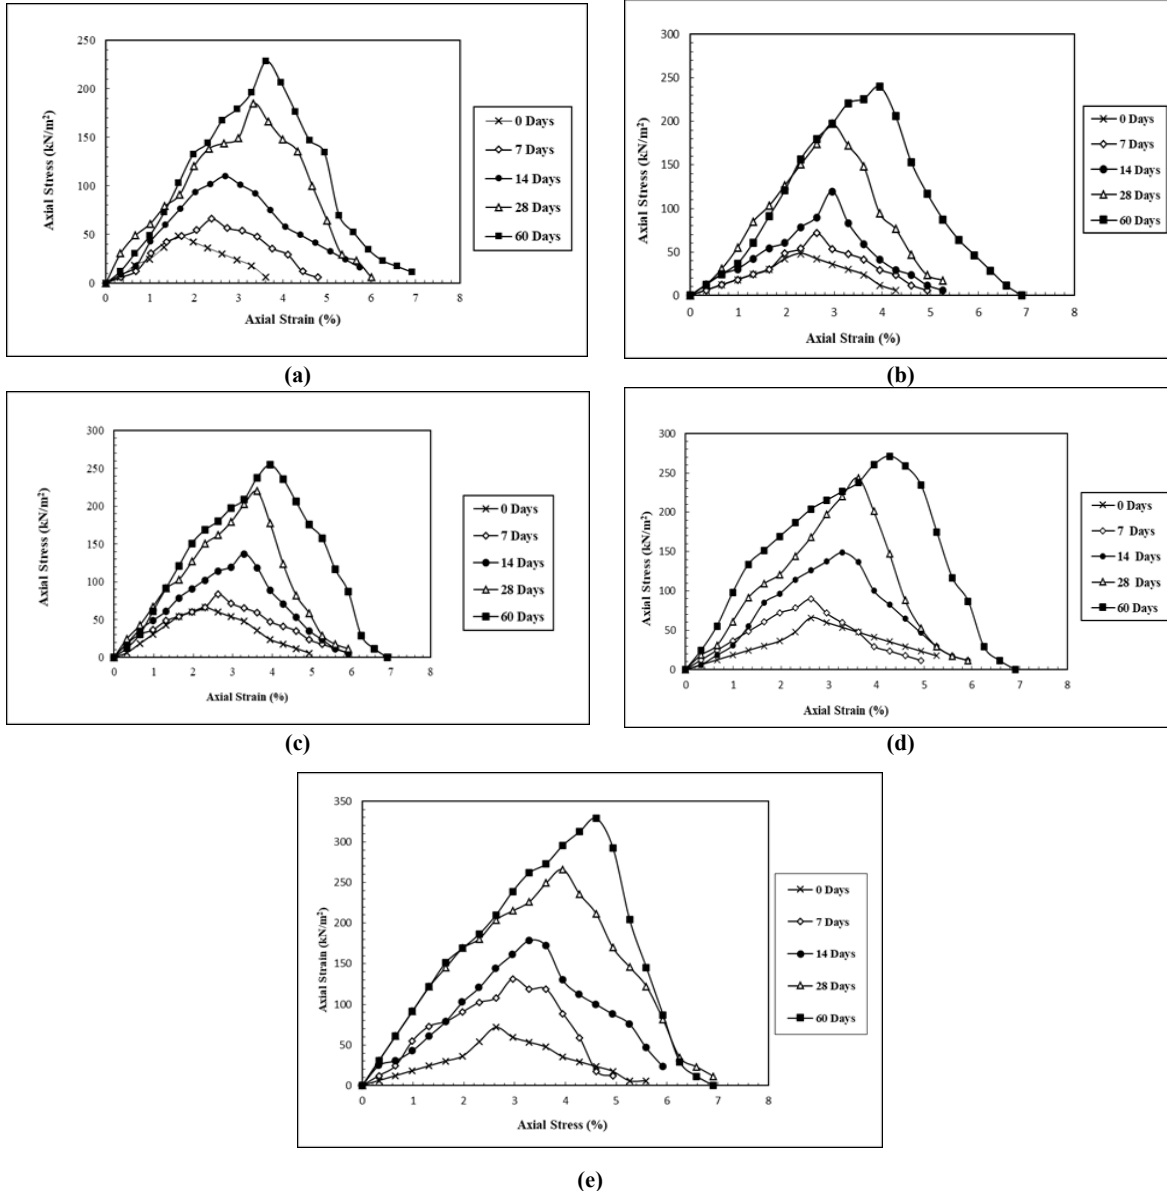 250
200
150
100
50
0
0 1 2 3 4 5 6 7 8
Axial Stress (kN/m²)
Axial Strain (%)
0 Days
7 Days
14 Days
28 Days
60 Days
(a)
300
250
200
150
100
50
0
0 1 2 3 4 5 6 7 8
Axial Stress (kN/m²)
Axial Strain (%)
0 Days
7 Days
14 Days
28 Days
60 Days
(b)
300
250
200
150
100
50
0
0 1 2 3 4 5 6 7 8
Axial Stress (kN/m²)
Axial Strain (%)
0 Days
7 Days
14 Days
28 Days
60 Days
(c)
300
250
200
150
100
50
0
0 1 2 3 4 5 6 7 8
Axial Stress (kN/m²)
Axial Strain (%)
0 Days
7 Days
14 Days
28 Days
60 Days
(d)
350
300
250
200
150
100
50
0
0 1 2 3 4 5 6 7 8
Axial Strain (kN/m²)
Axial Stress (%)
0 Days
7 Days
14 Days
28 Days
60 Days
(e)